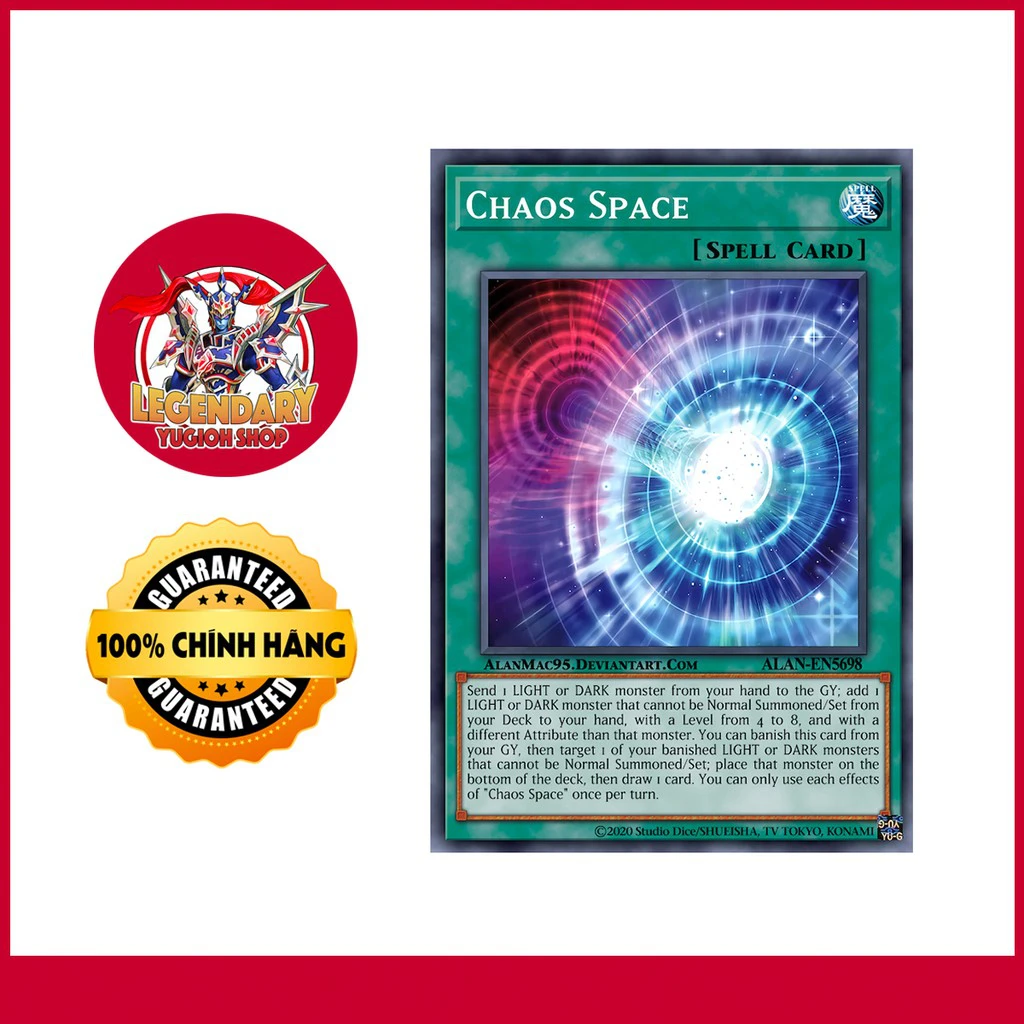 LEGENDARY
YUGIOH SHOP
GUARANTEED
100% CHÍNH HÃNG
GUARANTEED
CHAOS SPACE
SPELL
魔
[SPELL CARD]
ALANMAC95.DEVIANTART.COM ALAN-EN5698
Send 1 LIGHT or DARK monster from your hand to the GY; add 1
LIGHT or DARK monster that cannot be Normal Summoned/Set from
your Deck to your hand, with a Level from 4 to 8, and with a
different Attribute than that monster. You can banish this card from
your GY, then target 1 of your banished LIGHT or DARK monsters
that cannot be Normal Summoned/Set; place that monster on the
bottom of the deck, then draw 1 card. You can only use each effects
of "Chaos Space" once per turn.
©2020 Studio Dice/SHUEISHA, TV TOKYO, KONAMI
YU-G